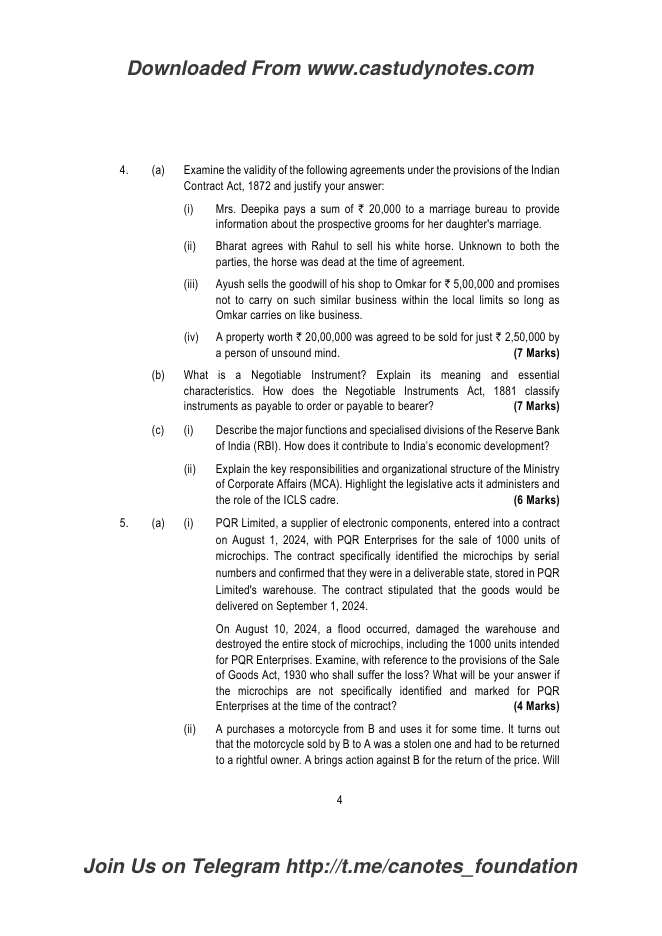 Downloaded From www.castudynotes.com
4. (a) Examine the validity of the following agreements under the provisions of the Indian
Contract Act, 1872 and justify your answer:
(i) Mrs. Deepika pays a sum of ₹ 20,000 to a marriage bureau to provide
information about the prospective grooms for her daughter's marriage.
(ii) Bharat agrees with Rahul to sell his white horse. Unknown to both the
parties, the horse was dead at the time of agreement.
(iii) Ayush sells the goodwill of his shop to Omkar for ₹ 5,00,000 and promises
not to carry on such similar business within the local limits so long as
Omkar carries on like business.
(iv) A property worth ₹ 20,00,000 was agreed to be sold for just ₹ 2,50,000 by
a person of unsound mind. (7 Marks)
(b) What is a Negotiable Instrument? Explain its meaning and essential
characteristics. How does the Negotiable Instruments Act, 1881 classify
instruments as payable to order or payable to bearer? (7 Marks)
(c) (i) Describe the major functions and specialised divisions of the Reserve Bank
of India (RBI). How does it contribute to India's economic development?
(ii) Explain the key responsibilities and organizational structure of the Ministry
of Corporate Affairs (MCA). Highlight the legislative acts it administers and
the role of the ICLS cadre. (6 Marks)
5. (a) (i) PQR Limited, a supplier of electronic components, entered into a contract
on August 1, 2024, with PQR Enterprises for the sale of 1000 units of
microchips. The contract specifically identified the microchips by serial
numbers and confirmed that they were in a deliverable state, stored in PQR
Limited's warehouse. The contract stipulated that the goods would be
delivered on September 1, 2024.
On August 10, 2024, a flood occurred, damaged the warehouse and
destroyed the entire stock of microchips, including the 1000 units intended
for PQR Enterprises. Examine, with reference to the provisions of the Sale
of Goods Act, 1930 who shall suffer the loss? What will be your answer if
the microchips are not specifically identified and marked for PQR
Enterprises at the time of the contract? (4 Marks)
(ii) A purchases a motorcycle from B and uses it for some time. It turns out
that the motorcycle sold by B to A was a stolen one and had to be returned
to a rightful owner. A brings action against B for the return of the price. Will
4
Join Us on Telegram http://t.me/canotes_foundation